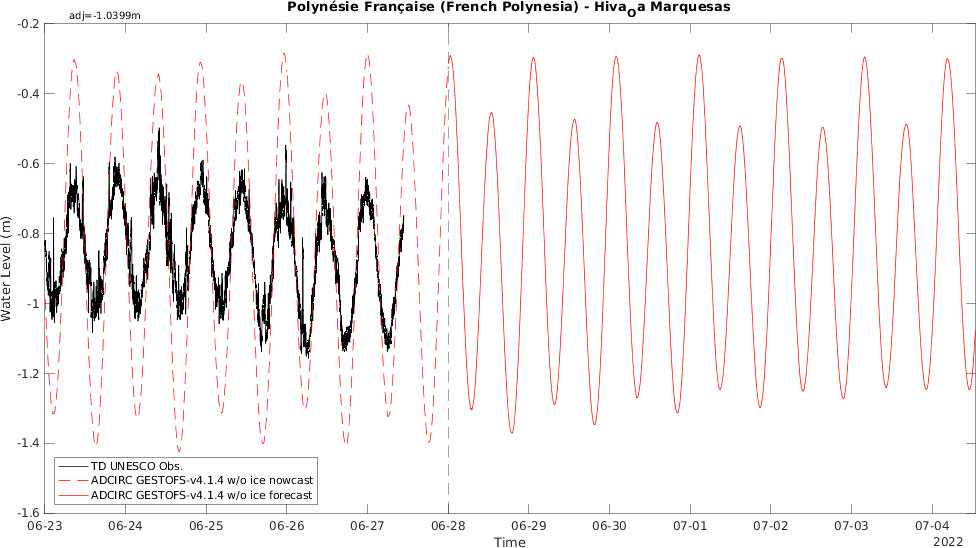 Polynésie Française (French Polynesia) - Hiva_Oa Marquesas
adj=-1.0399m
-0.2
-0.4
-0.6
-0.8
-1
-1.2
-1.4
-1.6
Water Level (m)
TD UNESCO Obs.
ADCIRC GESTOFS-v4.1.4 w/o ice nowcast
ADCIRC GESTOFS-v4.1.4 w/o ice forecast
06-23 06-24 06-25 06-26 06-27 06-28 06-29 06-30 07-01 07-02 07-03 07-04
Time
2022